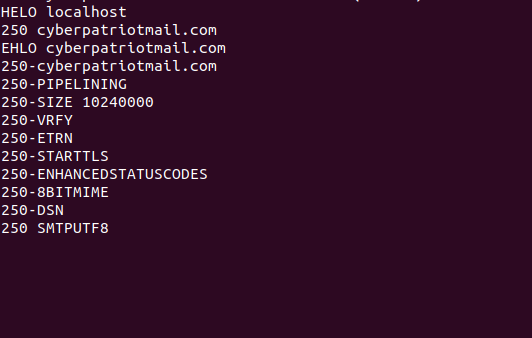 HELO localhost
250 cyberpatriotmail.com
EHLO cyberpatriotmail.com
250-cyberpatriotmail.com
250-PIPELINING
250-SIZE 10240000
250-VRFY
250-ETRN
250-STARTTLS
250-ENHANCEDSTATUSCODES
250-8BITMIME
250-DSN
250 SMTPUTF8